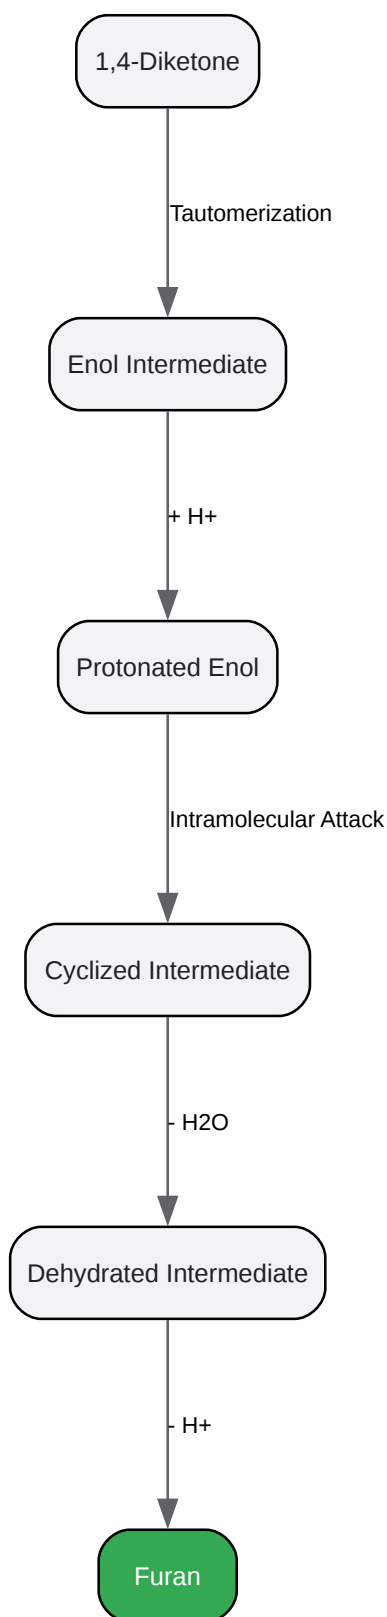 1,4-Diketone
Tautomerization
Enol Intermediate
+ H+
Protonated Enol
Intramolecular Attack
Cyclized Intermediate
- H2O
Dehydrated Intermediate
- H+
Furan